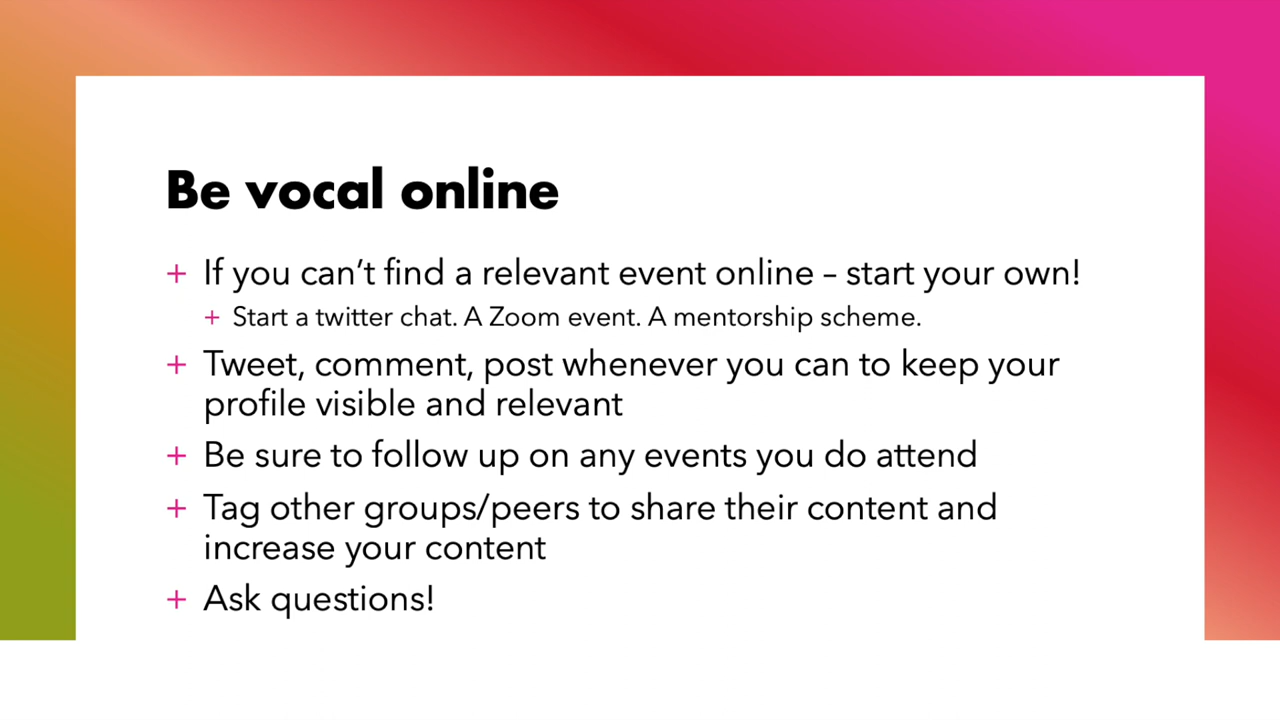 Be vocal online
+ If you can’t find a relevant event online – start your own!
+ Start a twitter chat. A Zoom event. A mentorship scheme.
+ Tweet, comment, post whenever you can to keep your
profile visible and relevant
+ Be sure to follow up on any events you do attend
+ Tag other groups/peers to share their content and
increase your content
+ Ask questions!